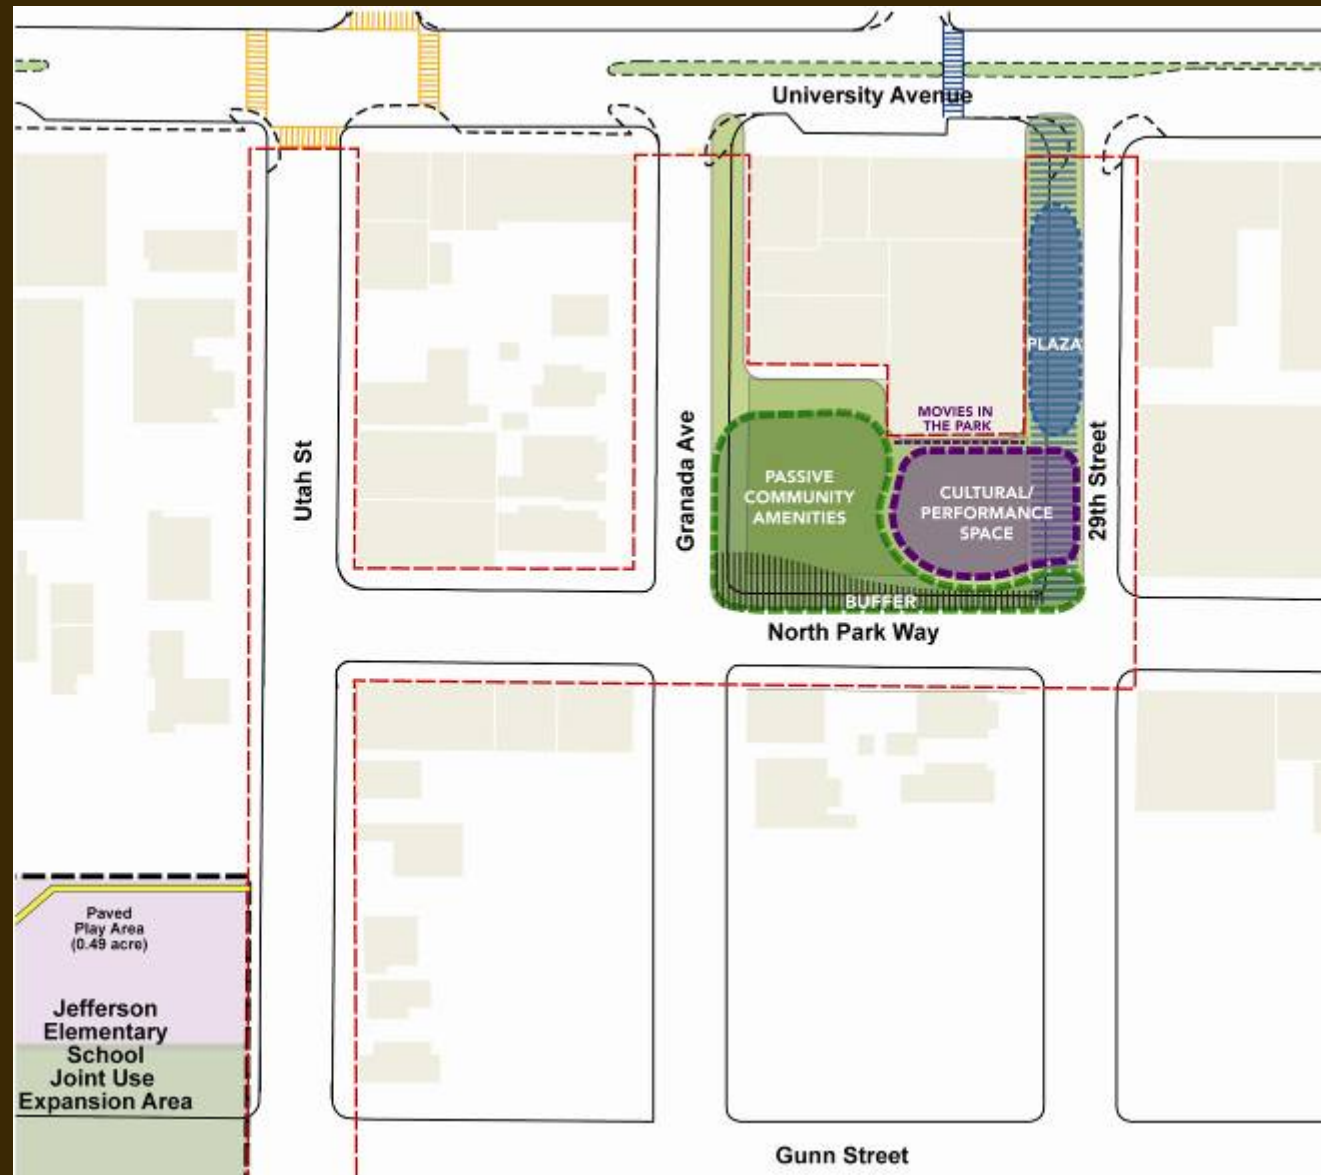 University Avenue
PLAZA
MOVIES IN
THE PARK
Utah St
Granada Ave
29th Street
PASSIVE
COMMUNITY
AMENITIES
CULTURAL/
PERFORMANCE
SPACE
BUFFER
North Park Way
Paved
Play Area
(0.49 acre)
Jefferson
Elementary
School
Joint Use
Expansion Area
Gunn Street